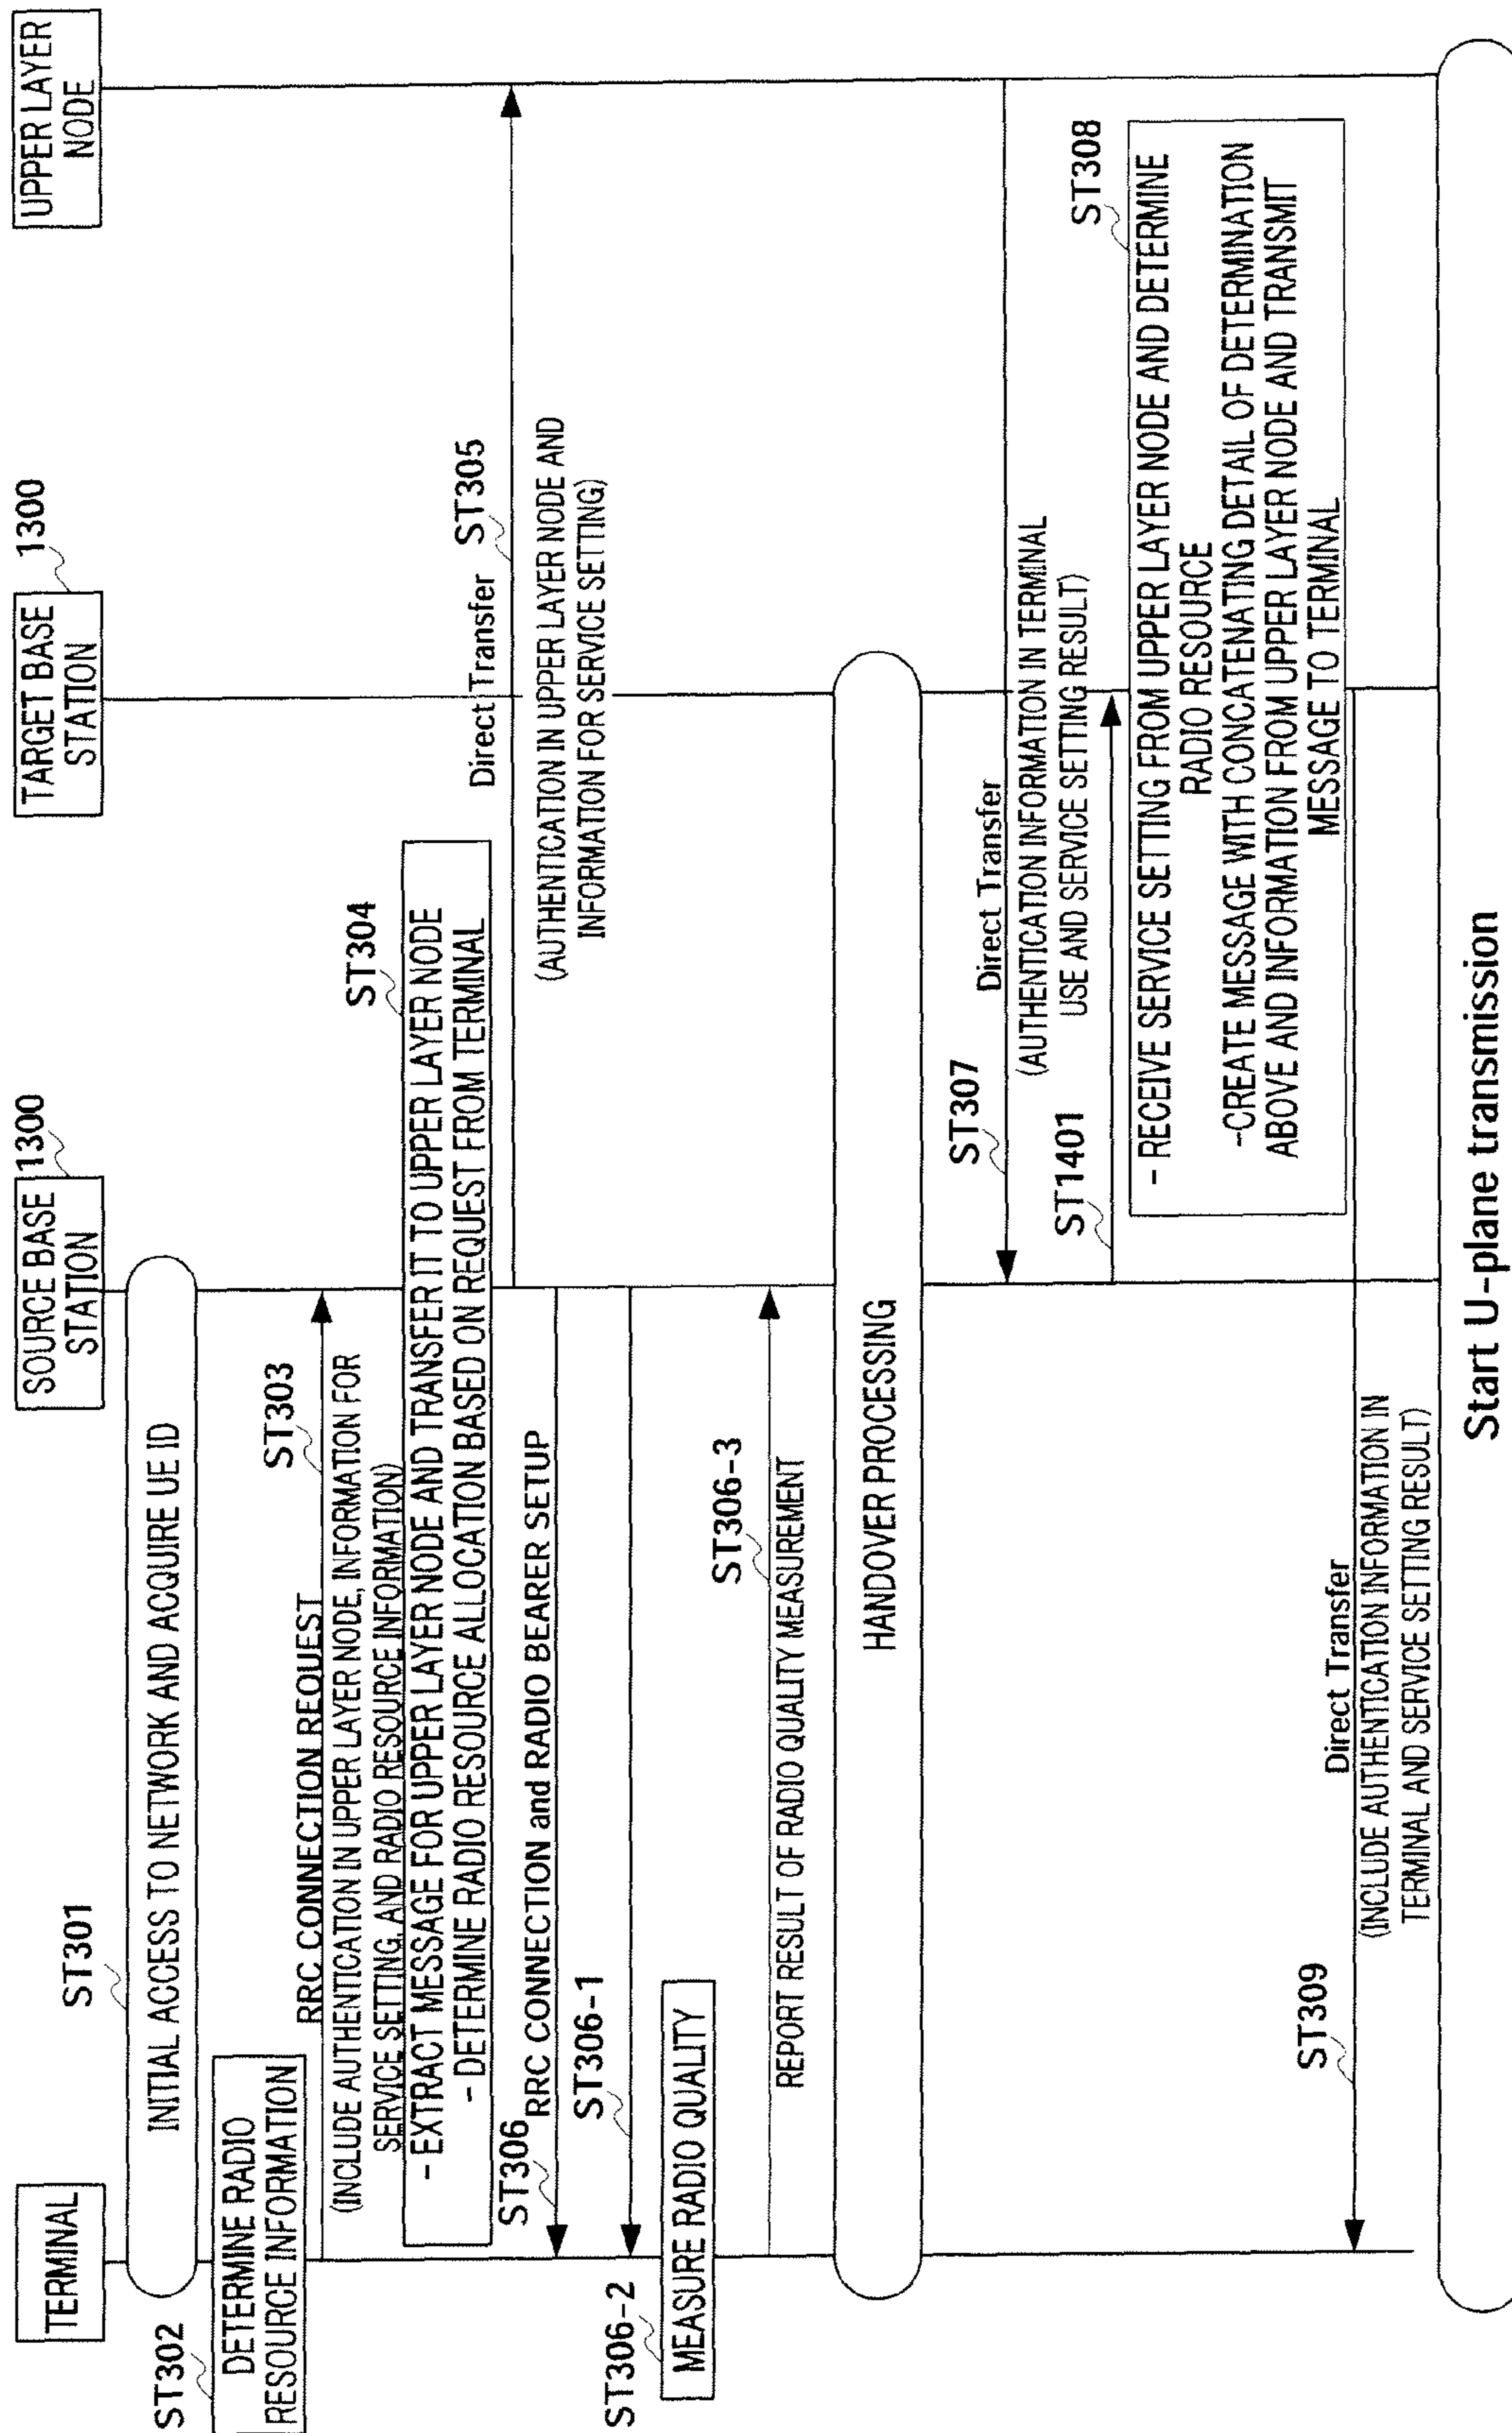 TERMINAL
SOURCE BASE
STATION
1300
TARGET BASE
STATION
1300
UPPER LAYER
NODE
ST301
INITIAL ACCESS TO NETWORK AND ACQUIRE UE ID
ST302
DETERMINE RADIO
RESOURCE INFORMATION
RRC CONNECTION REQUEST
ST303
(INCLUDE AUTHENTICATION IN UPPER LAYER NODE, INFORMATION FOR
SERVICE SETTING, AND RADIO RESOURCE INFORMATION)
ST304
- EXTRACT MESSAGE FOR UPPER LAYER NODE AND TRANSFER IT TO UPPER LAYER NODE
- DETERMINE RADIO RESOURCE ALLOCATION BASED ON REQUEST FROM TERMINAL
Direct Transfer
ST305
(AUTHENTICATION IN UPPER LAYER NODE AND
INFORMATION FOR SERVICE SETTING)
ST306
RRC CONNECTION and RADIO BEARER SETUP
ST306-1
ST306-2
MEASURE RADIO QUALITY
ST306-3
REPORT RESULT OF RADIO QUALITY MEASUREMENT
HANDOVER PROCESSING
ST307
Direct Transfer
(AUTHENTICATION INFORMATION IN TERMINAL
USE AND SERVICE SETTING RESULT)
ST1401
ST308
- RECEIVE SERVICE SETTING FROM UPPER LAYER NODE AND DETERMINE
RADIO RESOURCE
-CREATE MESSAGE WITH CONCATENATING DETAIL OF DETERMINATION
ABOVE AND INFORMATION FROM UPPER LAYER NODE AND TRANSMIT
MESSAGE TO TERMINAL
ST309
Direct Transfer
(INCLUDE AUTHENTICATION INFORMATION IN
TERMINAL AND SERVICE SETTING RESULT)
Start U-plane transmission